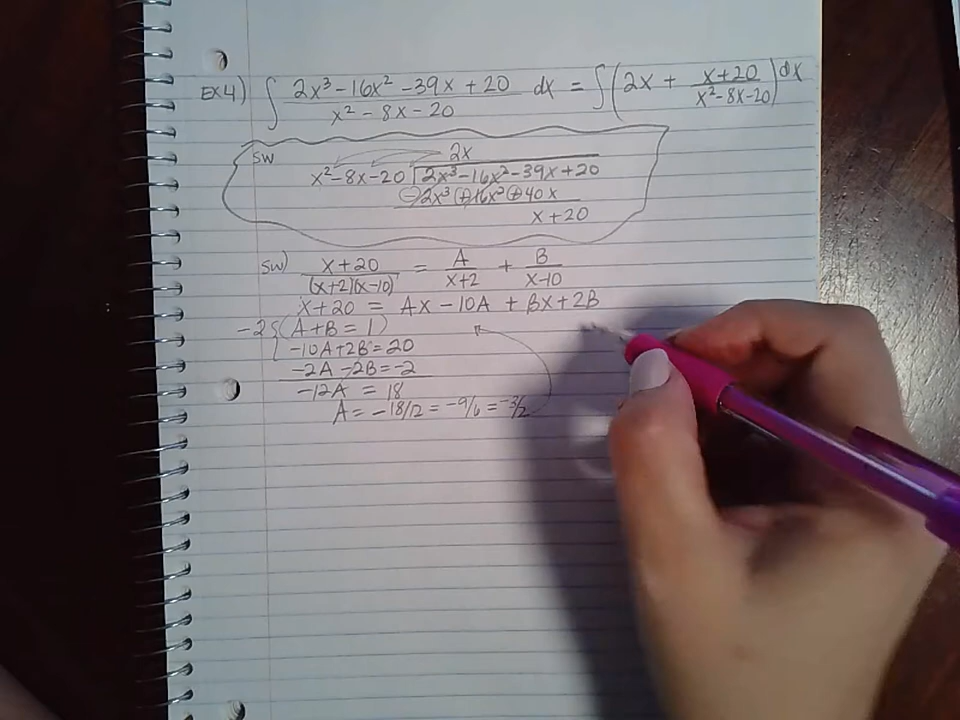 EX4) ∫ (2x³ - 16x² - 39x + 20)/(x² - 8x - 20) dx = ∫(2x + (x+20)/(x²-8x-20)) dx
SW
2x
x²-8x-20 ⟌ 2x³-16x²-39x+20
-2x³ + 16x² + 40x
x+20
SW) (x+20)/((x+2)(x-10)) = A/(x+2) + B/(x-10)
x+20 = Ax - 10A + Bx + 2B
-2 { (A+B = 1)
-10A+2B = 20
-2A -2B = -2
-12A = 18
A = -18/12 = -9/6 = -3/2